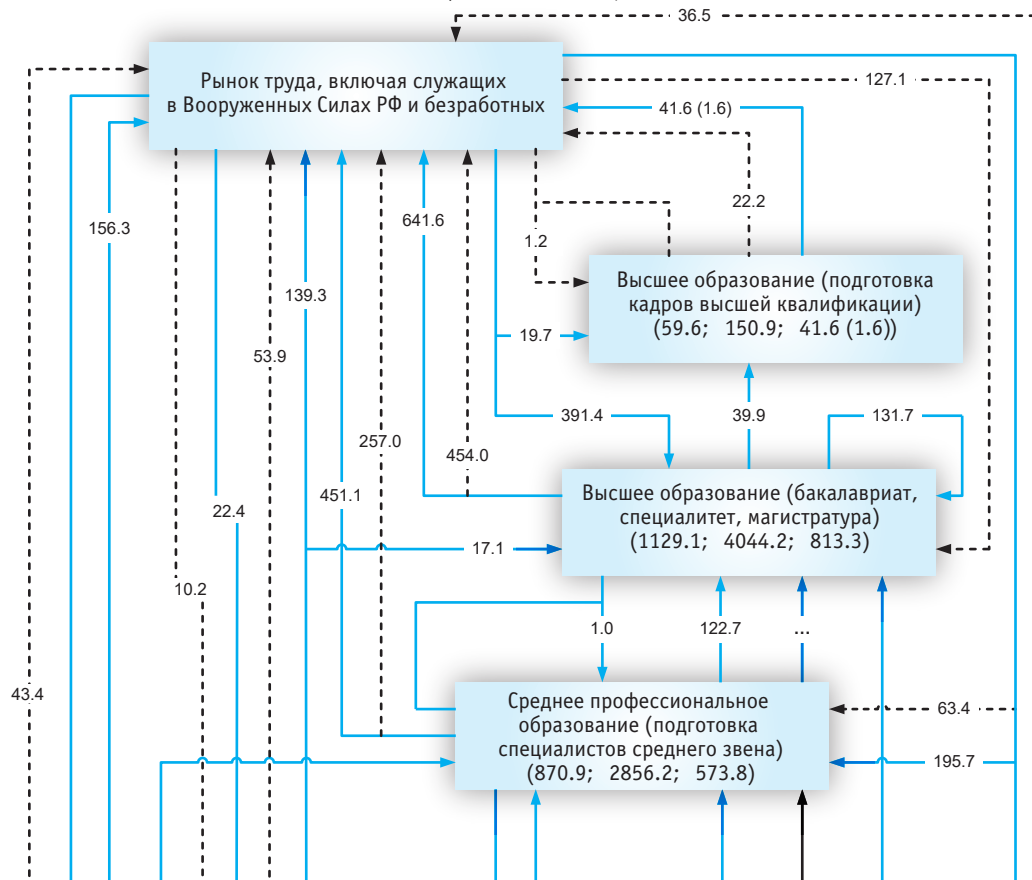 36.5
Рынок труда, включая служащих
в Вооруженных Силах РФ и безработных
127.1
41.6 (1.6)
156.3
641.6
22.2
1.2
139.3
Высшее образование (подготовка
кадров высшей квалификации)
(59.6; 150.9; 41.6 (1.6))
19.7
53.9
391.4
39.9
131.7
257.0
454.0
451.1
22.4
Высшее образование (бакалавриат,
специалитет, магистратура)
(1129.1; 4044.2; 813.3)
17.1
10.2
1.0
122.7
...
43.4
Среднее профессиональное
образование (подготовка
специалистов среднего звена)
(870.9; 2856.2; 573.8)
63.4
195.7